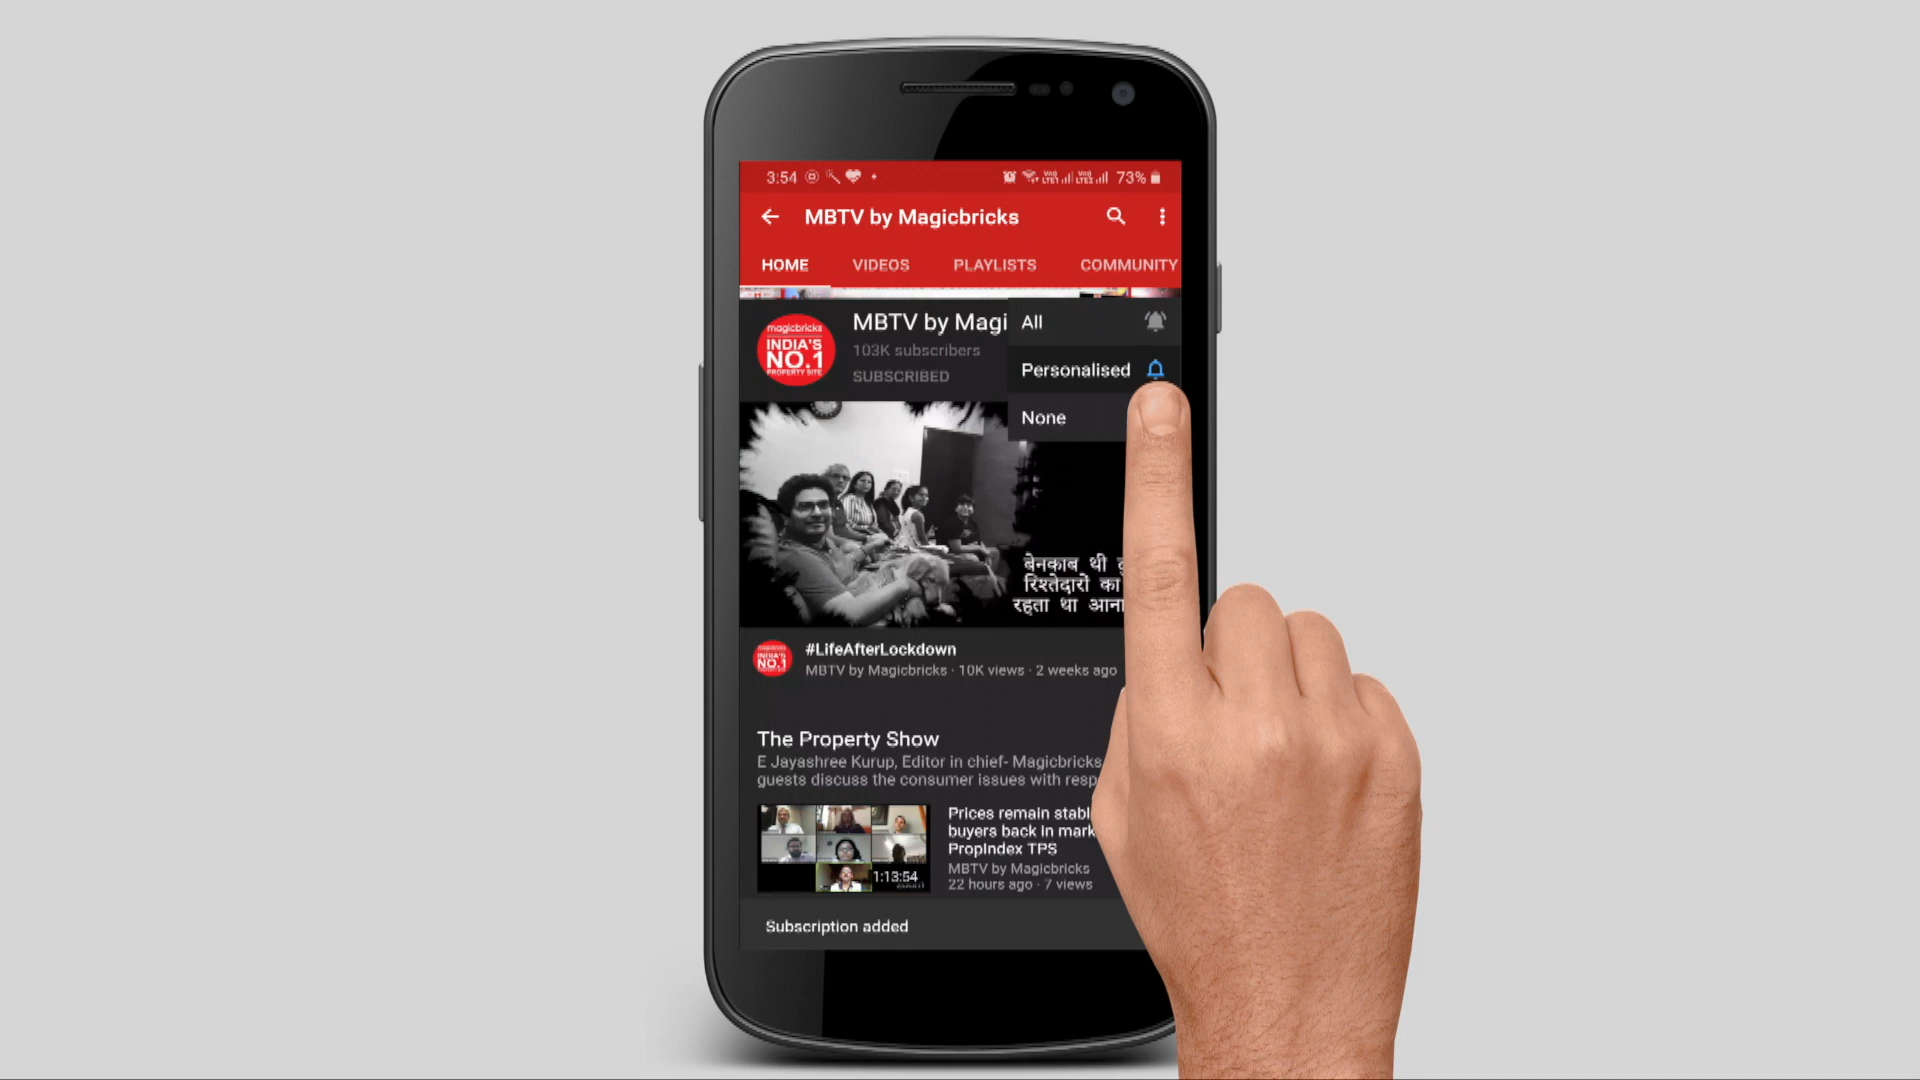 3:54
73%
MBTV by Magicbricks
HOME VIDEOS PLAYLISTS COMMUNITY
MBTV by Magi
103K subscribers
SUBSCRIBED
All
Personalised
None
magicbricks
INDIA'S
NO.1
PROPERTY SITE
बेनकाब थी
रिश्तेदारों का
रहता था आना
INDIA'S
NO.1
#LifeAfterLockdown
MBTV by Magicbricks · 10K views · 2 weeks ago
The Property Show
E Jayashree Kurup, Editor in chief- Magicbricks
guests discuss the consumer issues with resp
1:13:54
Prices remain stabl
buyers back in mark
PropIndex TPS
MBTV by Magicbricks
22 hours ago · 7 views
Subscription added